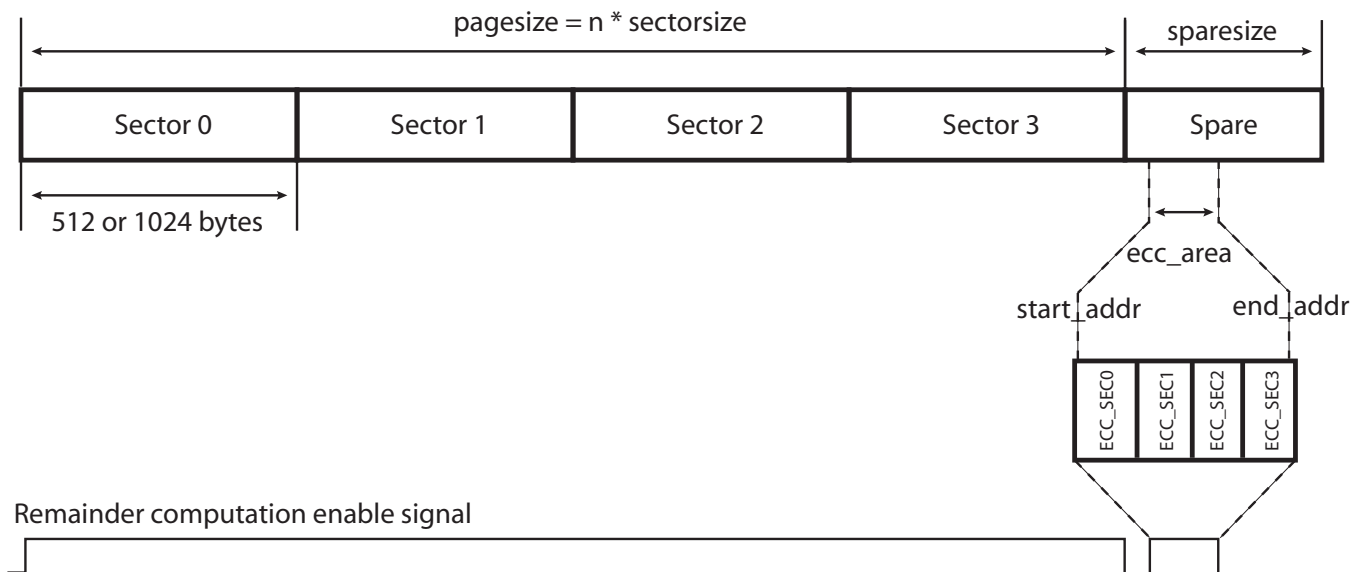 pagesize = n * sectorsize
sparesize
Sector 0
Sector 1
Sector 2
Sector 3
Spare
512 or 1024 bytes
ecc_area
start_addr
end_addr
ECC_SEC0
ECC_SEC1
ECC_SEC2
ECC_SEC3
Remainder computation enable signal